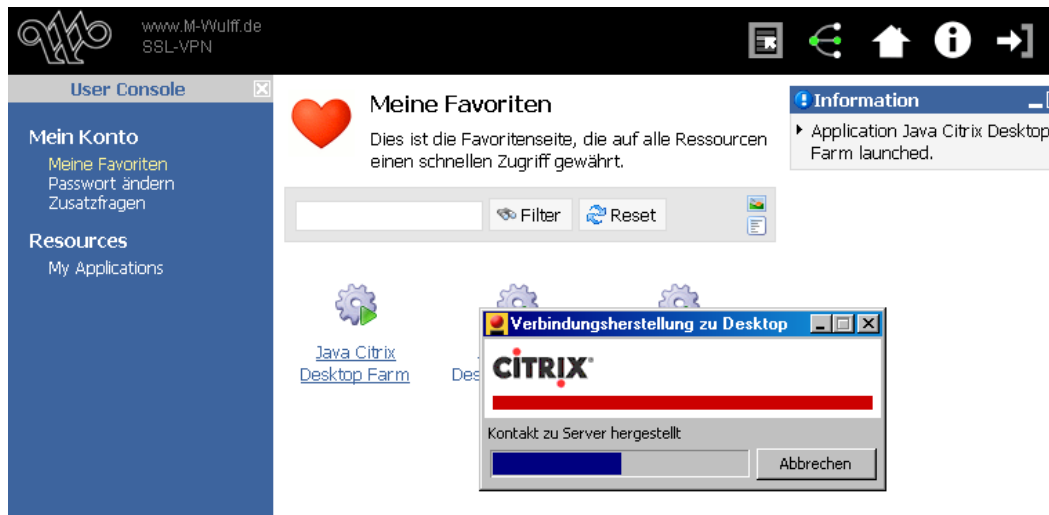 www.M-Wulff.de
SSL-VPN
User Console
Mein Konto
Meine Favoriten
Passwort ändern
Zusatzfragen
Resources
My Applications
Meine Favoriten
Dies ist die Favoritenseite, die auf alle Ressourcen
einen schnellen Zugriff gewährt.
Filter
Reset
Java Citrix
Desktop Farm
Des
Information
Application Java Citrix Desktop
Farm launched.
Verbindungsherstellung zu Desktop
CITRIX
Kontakt zu Server hergestellt
Abbrechen